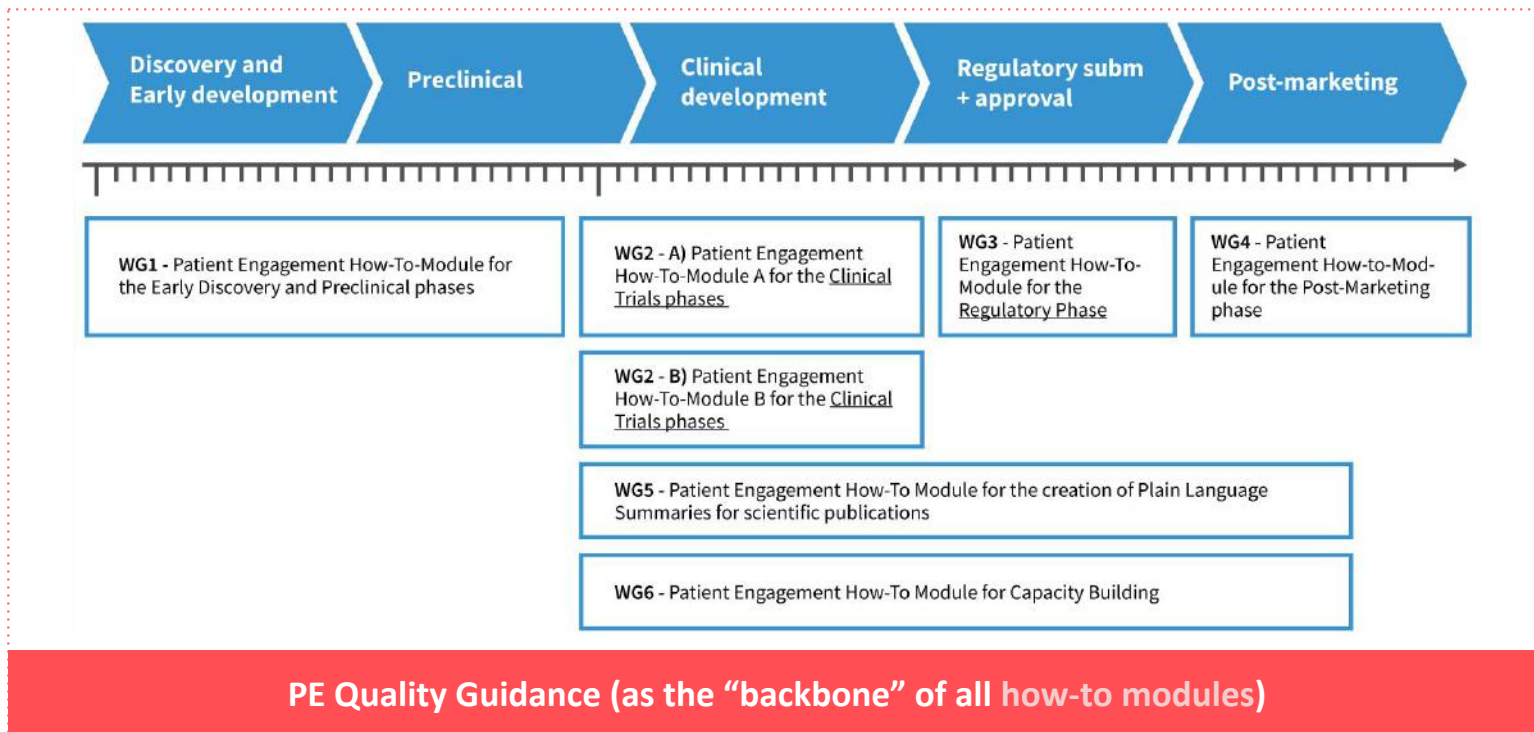 Discovery and
Early development
Preclinical
Clinical
development
Regulatory subm
+ approval
Post-marketing
WG1 - Patient Engagement How-To-Module for
the Early Discovery and Preclinical phases
WG2 - A) Patient Engagement
How-To-Module A for the Clinical
Trials phases
WG3 - Patient
Engagement How-To-
Module for the
Regulatory Phase
WG4 - Patient
Engagement How-to-Mod-
ule for the Post-Marketing
phase
WG2 - B) Patient Engagement
How-To-Module B for the Clinical
Trials phases
WG5 - Patient Engagement How-To Module for the creation of Plain Language
Summaries for scientific publications
WG6 - Patient Engagement How-To Module for Capacity Building
PE Quality Guidance (as the “backbone” of all how-to modules)